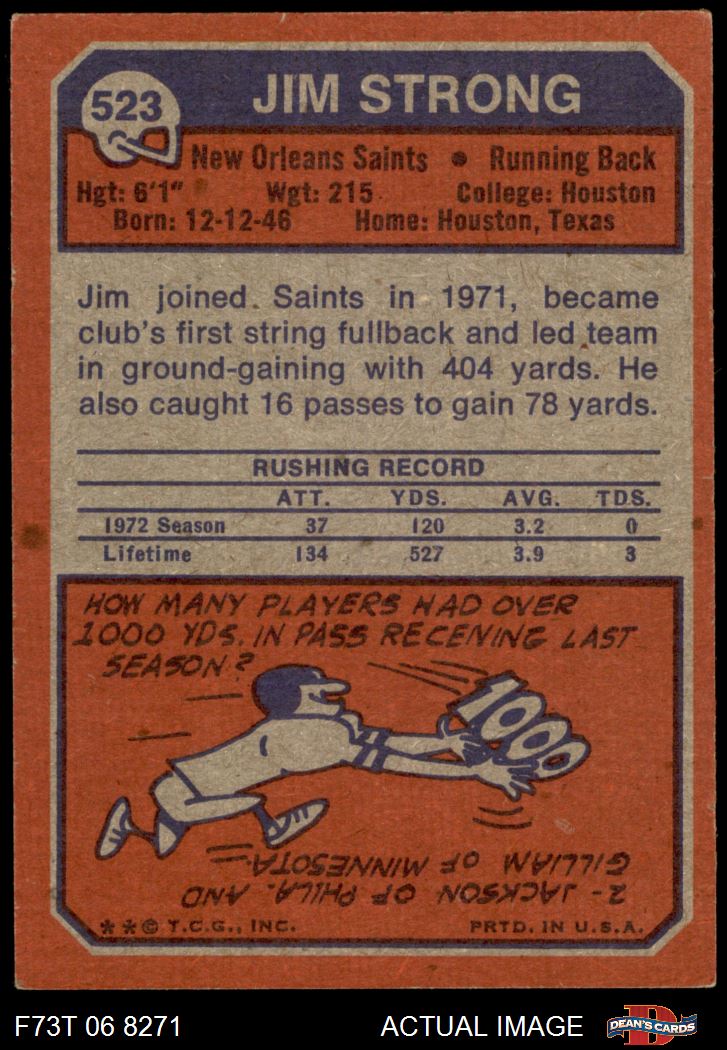 523
JIM STRONG
New Orleans Saints • Running Back
Hgt: 6'1" Wgt: 215 College: Houston
Born: 12-12-46 Home: Houston, Texas
Jim joined Saints in 1971, became
club's first string fullback and led team
in ground-gaining with 404 yards. He
also caught 16 passes to gain 78 yards.
RUSHING RECORD
ATT. YDS. AVG. TDS.
1972 Season 37 120 3.2 0
Lifetime 134 527 3.9 3
HOW MANY PLAYERS HAD OVER
1000 YDS. IN PASS RECEIVING LAST
SEASON?
1000
2- JACKSON OF PHILA. AND
GILLIAM OF MINNESOTA
**© T.C.G., INC. PRTD. IN U.S.A.
F73T 06 8271 ACTUAL IMAGE D DEAN'S CARDS